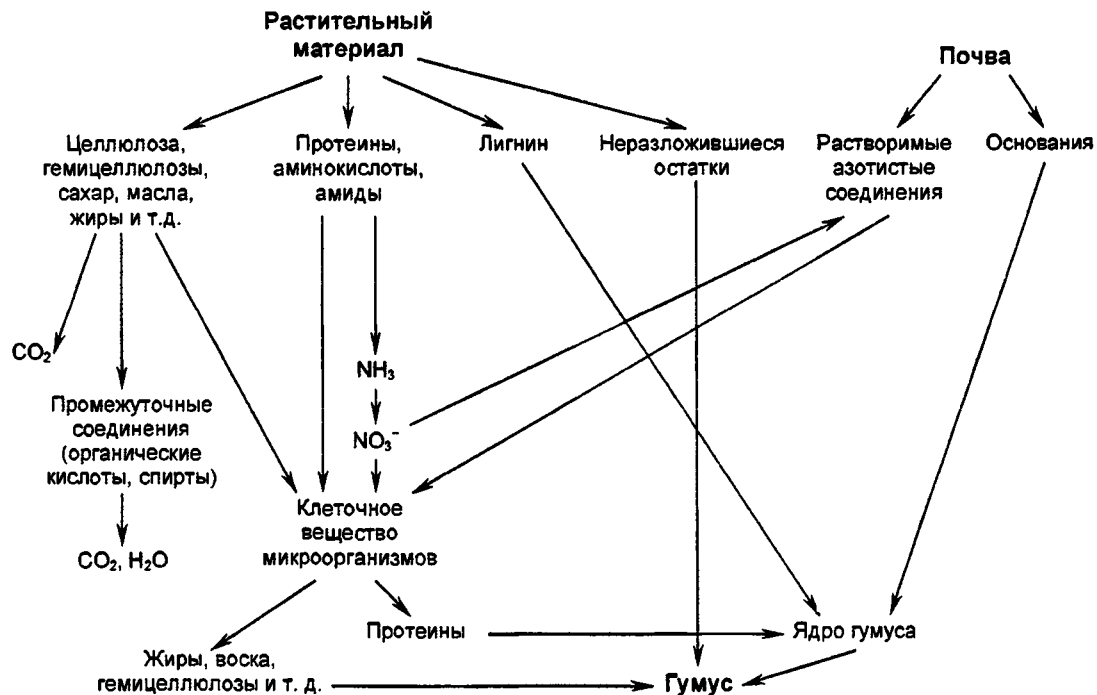 Растительный
материал
Почва
Целлюлоза,
гемицеллюлозы,
сахар, масла,
жиры и т.д.
Протеины,
аминокислоты,
амиды
Лигнин
Неразложившиеся
остатки
Растворимые
азотистые
соединения
Основания
CO₂
NH₃
Промежуточные
соединения
(органические
кислоты, спирты)
NO₃⁻
CO₂, H₂O
Клеточное
вещество
микроорганизмов
Протеины
Ядро гумуса
Жиры, воска,
гемицеллюлозы и т. д.
Гумус